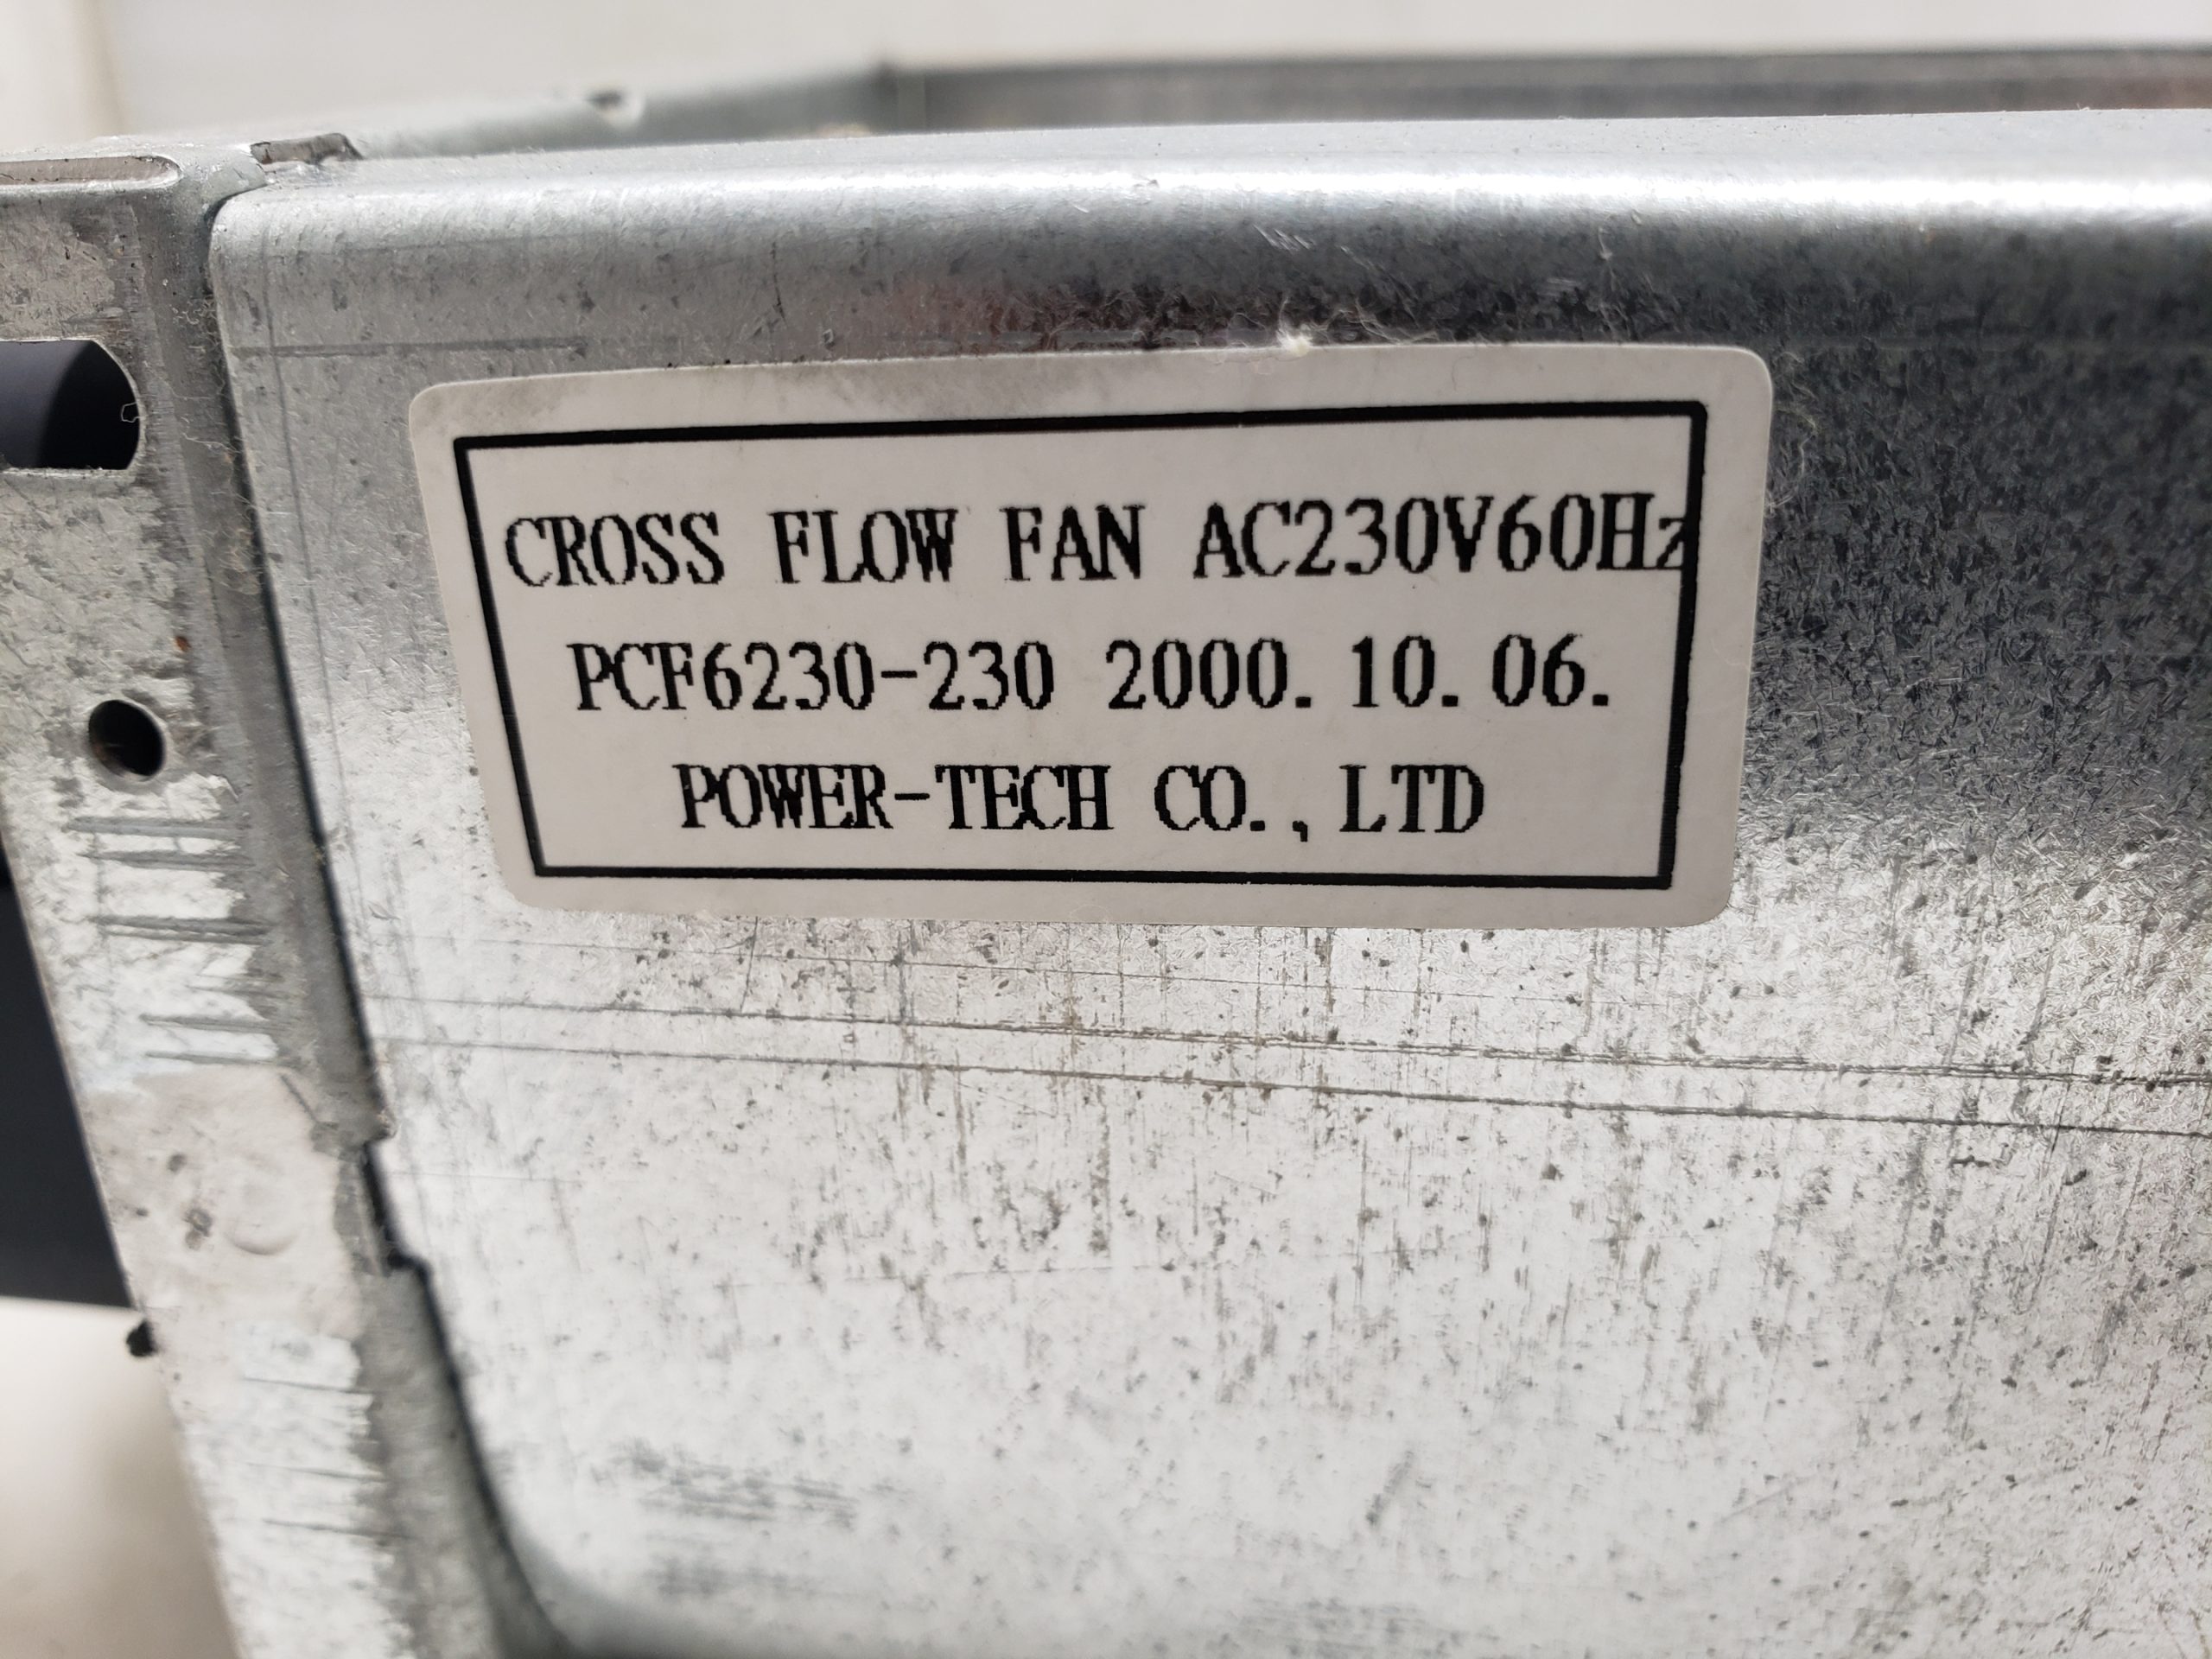 CROSS FLOW FAN AC230V60Hz
PCF6230-230 2000.10.06.
POWER-TECH CO.,LTD